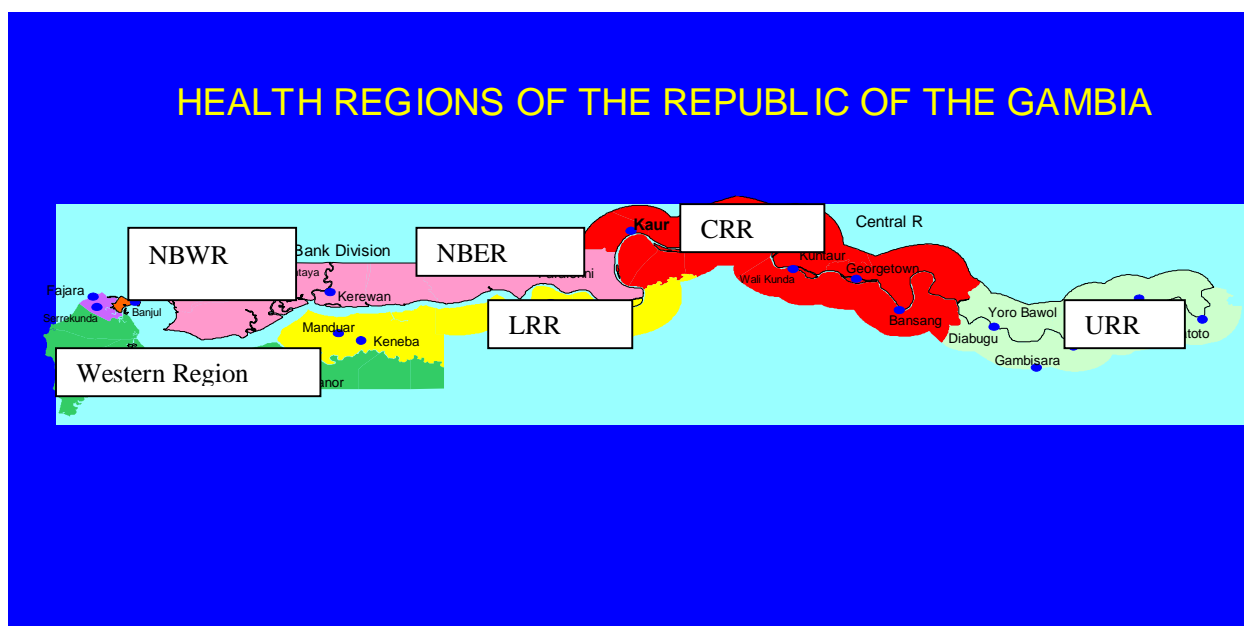 HEALTH REGIONS OF THE REPUBLIC OF THE GAMBIA
Kaur
CRR
Central R
NBWR
Bank Division
NBER
Kuntaur
Wali Kunda
Georgetown
Fajara
Kerewan
Serrekunda
Banjul
Manduar
Keneba
LRR
Bansang
Yoro Bawol
URR
Diabugu
Gambisara
Western Region